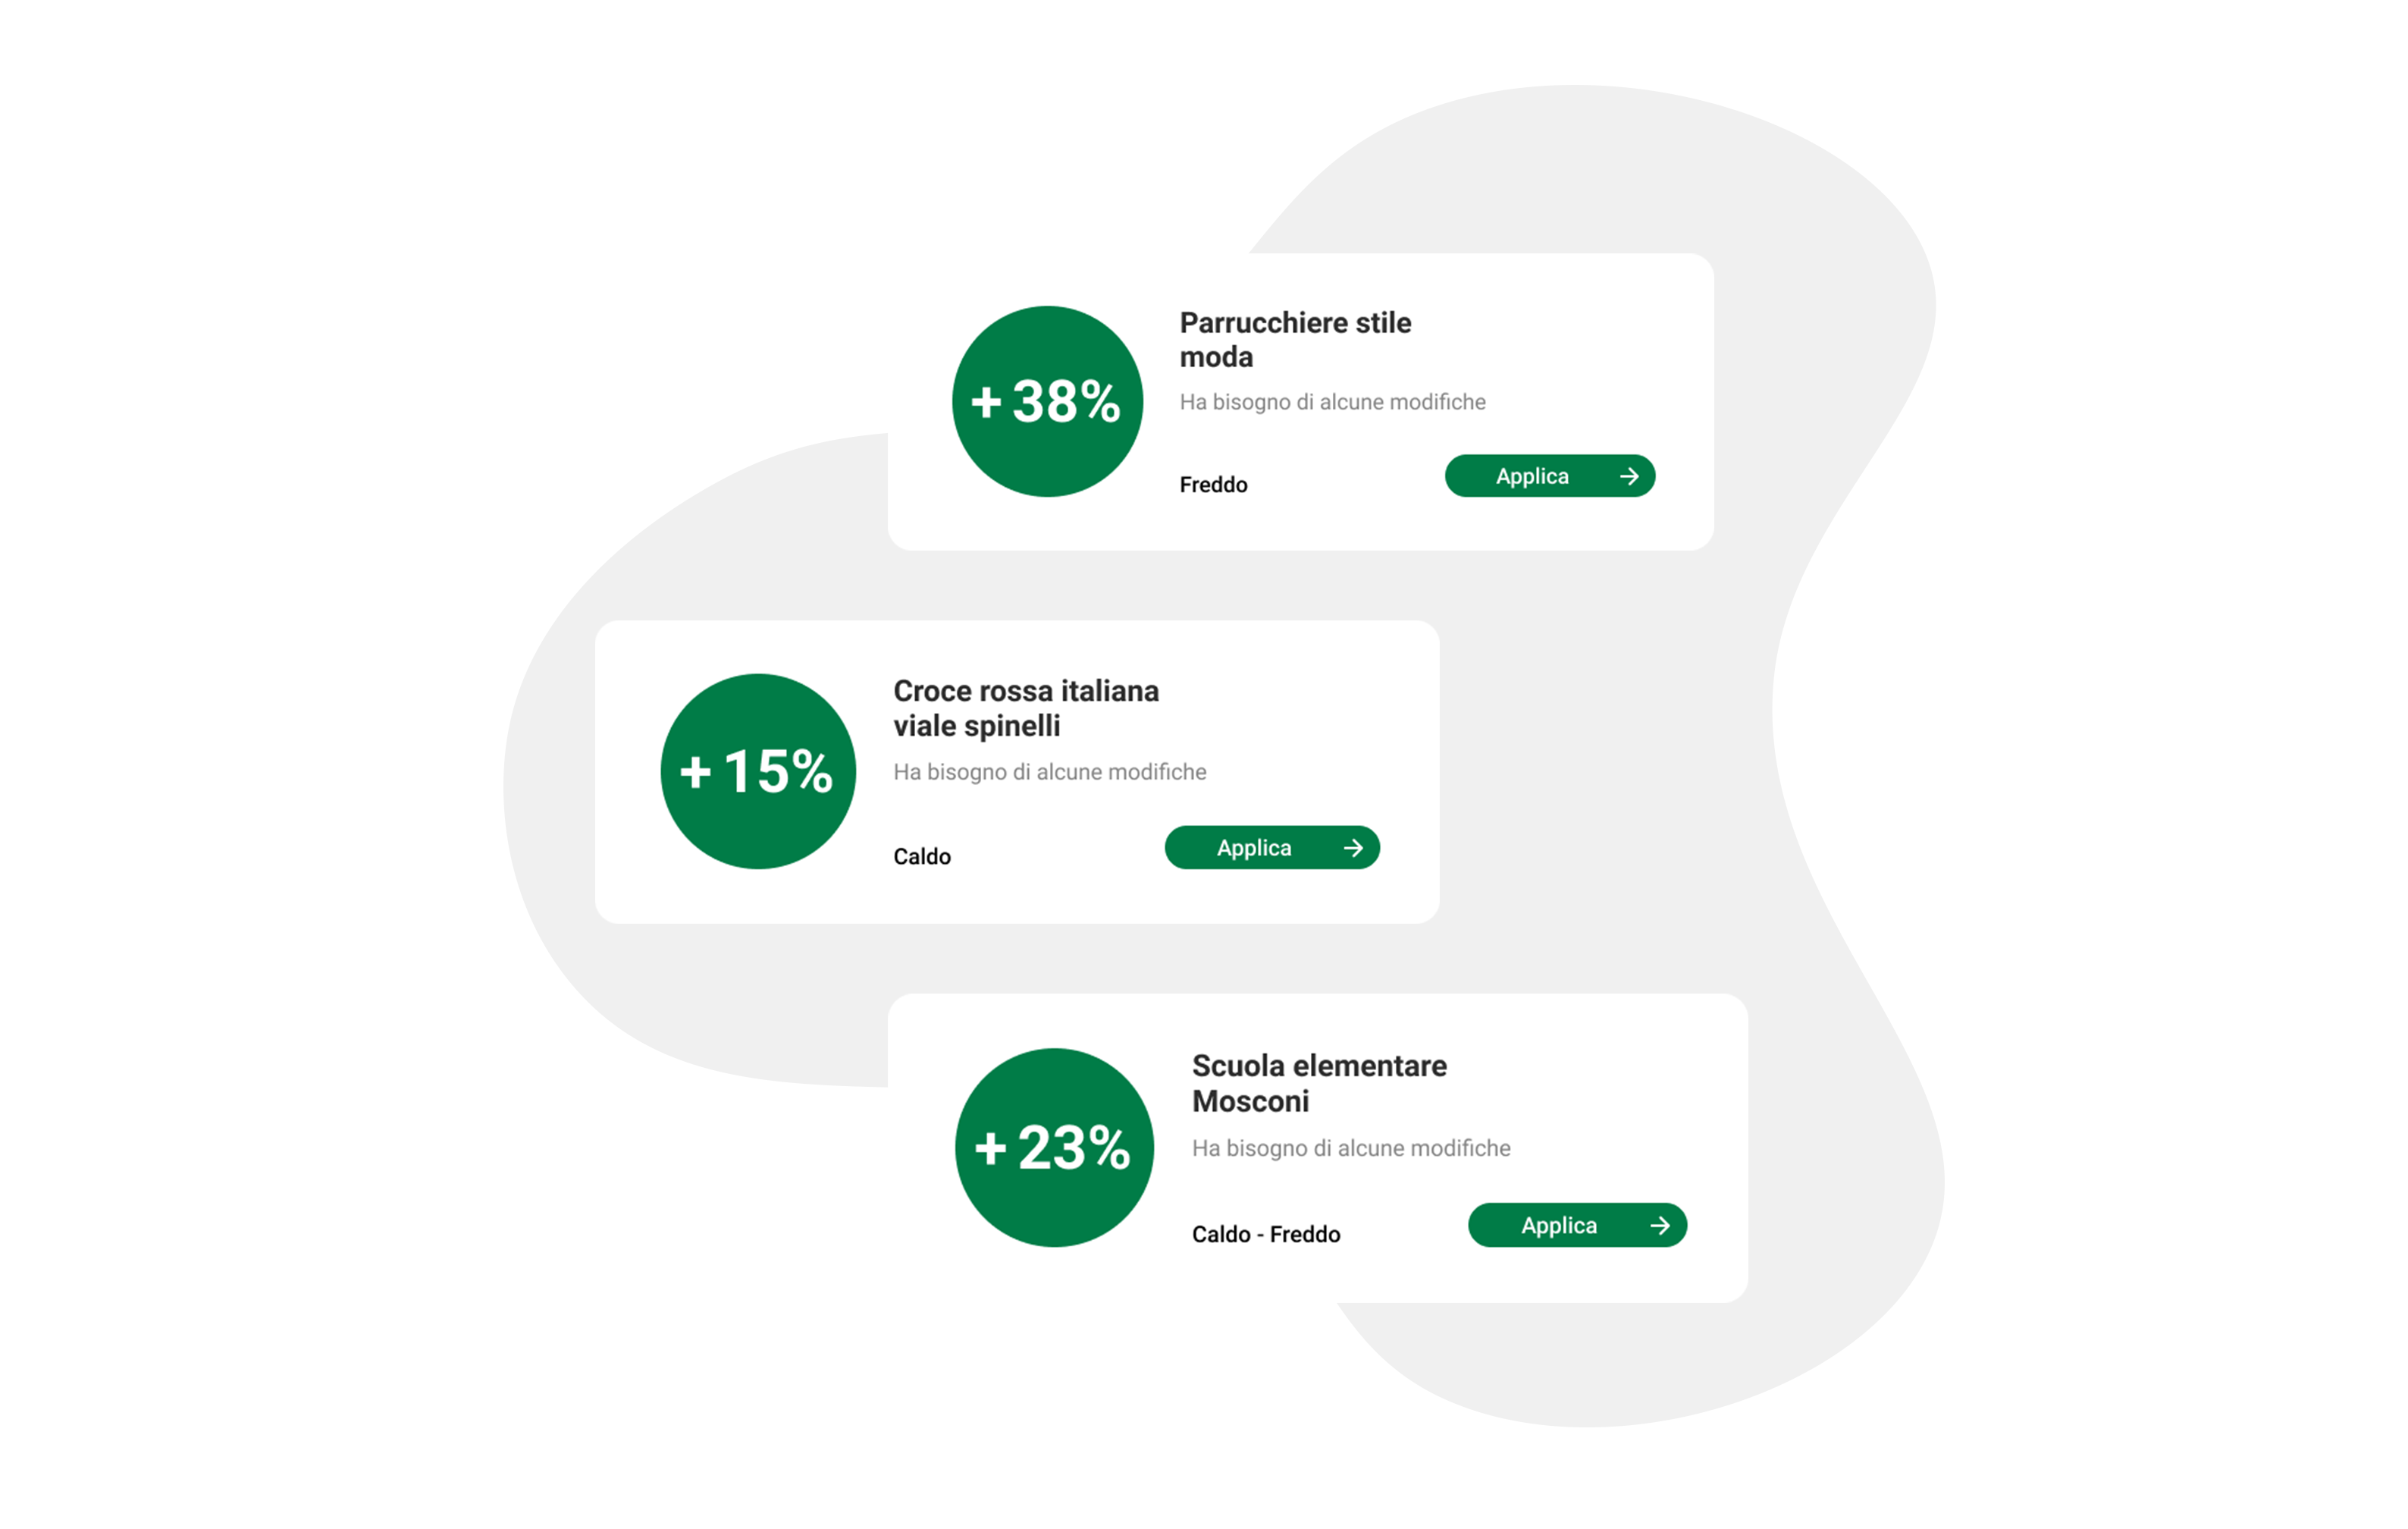 + 38%
Parrucchiere stile
moda
Ha bisogno di alcune modifiche
Freddo
Applica
+ 15%
Croce rossa italiana
viale spinelli
Ha bisogno di alcune modifiche
Caldo
Applica
+ 23%
Scuola elementare
Mosconi
Ha bisogno di alcune modifiche
Caldo - Freddo
Applica